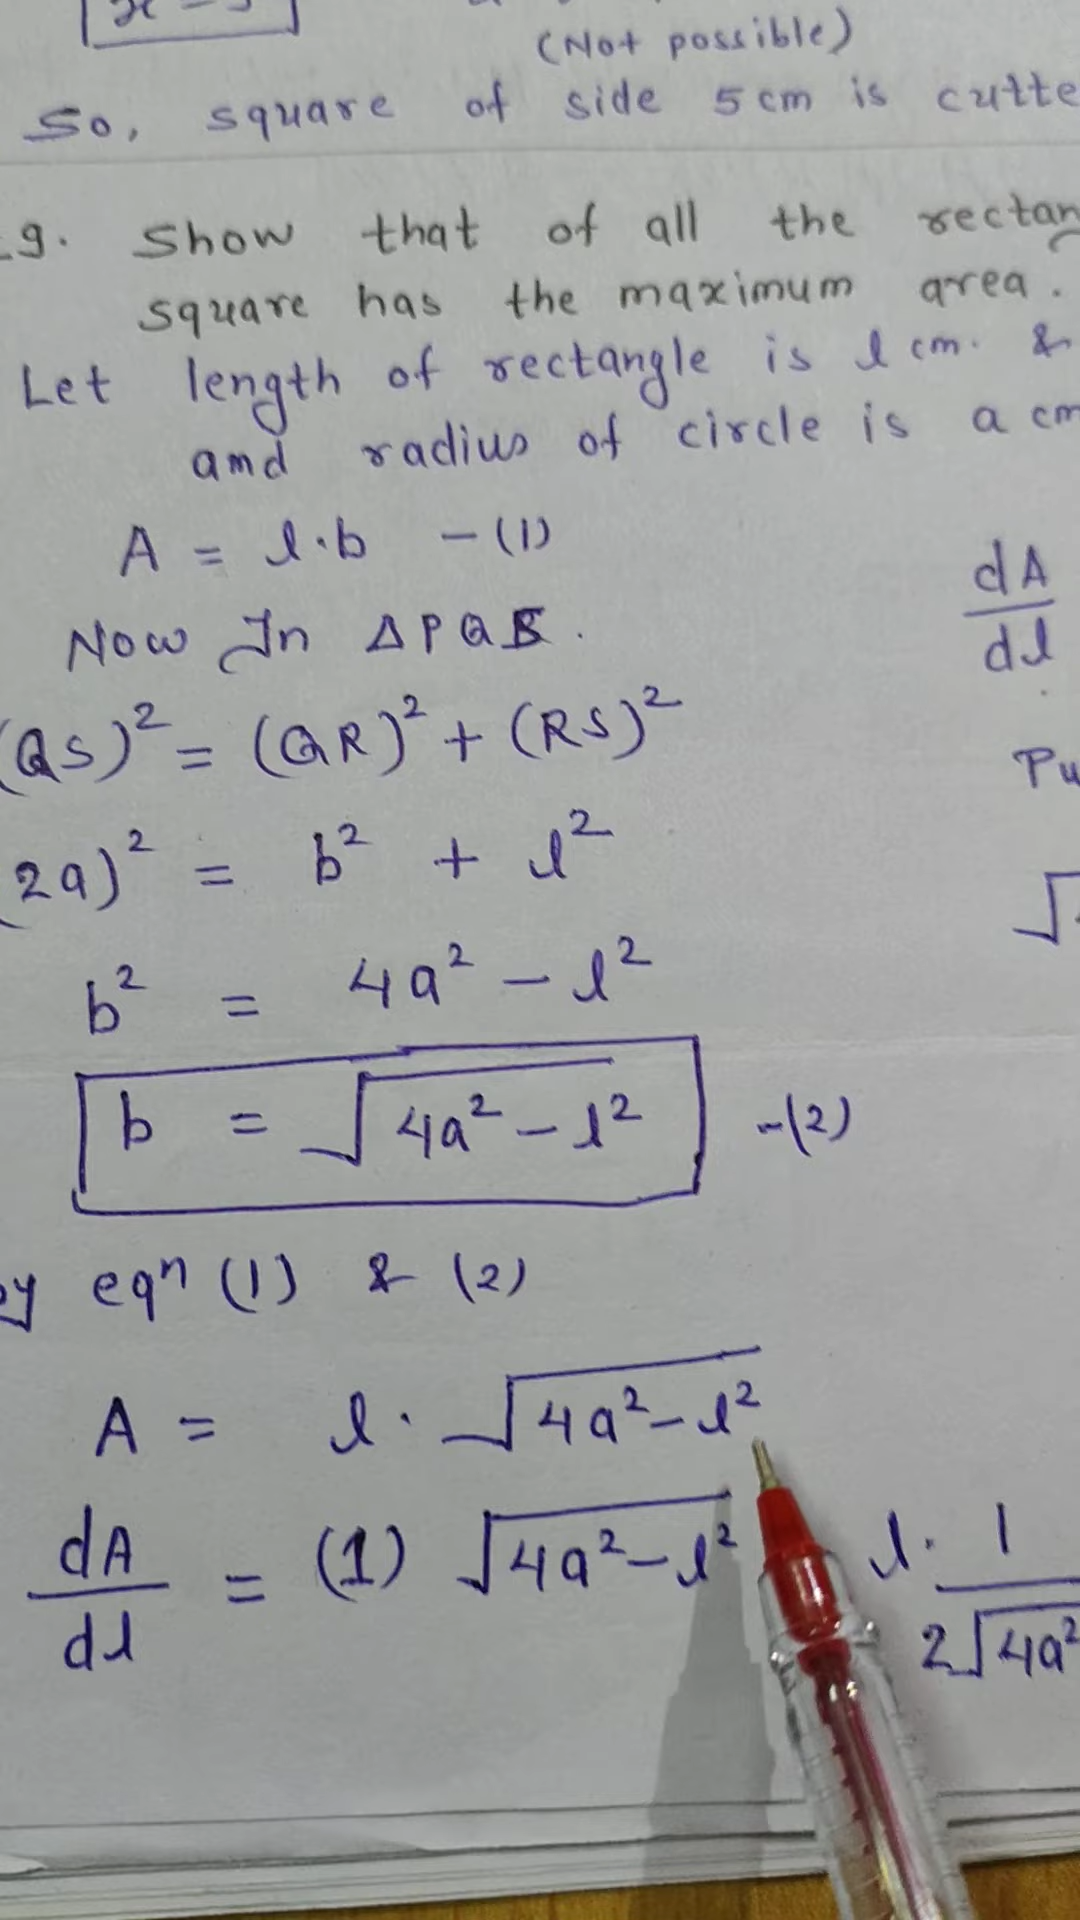 (Not possible)
So, square of side 5 cm is cutte
9. Show that of all the rectan
square has the maximum area.
Let length of rectangle is l cm. &
and radius of circle is a cm
A = l.b - (1)
Now In ΔPQ
(QS)² = (QR)² + (RS)²
(2a)² = b² + l²
b² = 4a² - l²
b = √4a² - l² -(2)
by eqⁿ (1) & (2)
A = l. √4a² - l²
dA/dl = (1) √4a² - l² l. 1/2√4a²
dA/dl
Pu
√